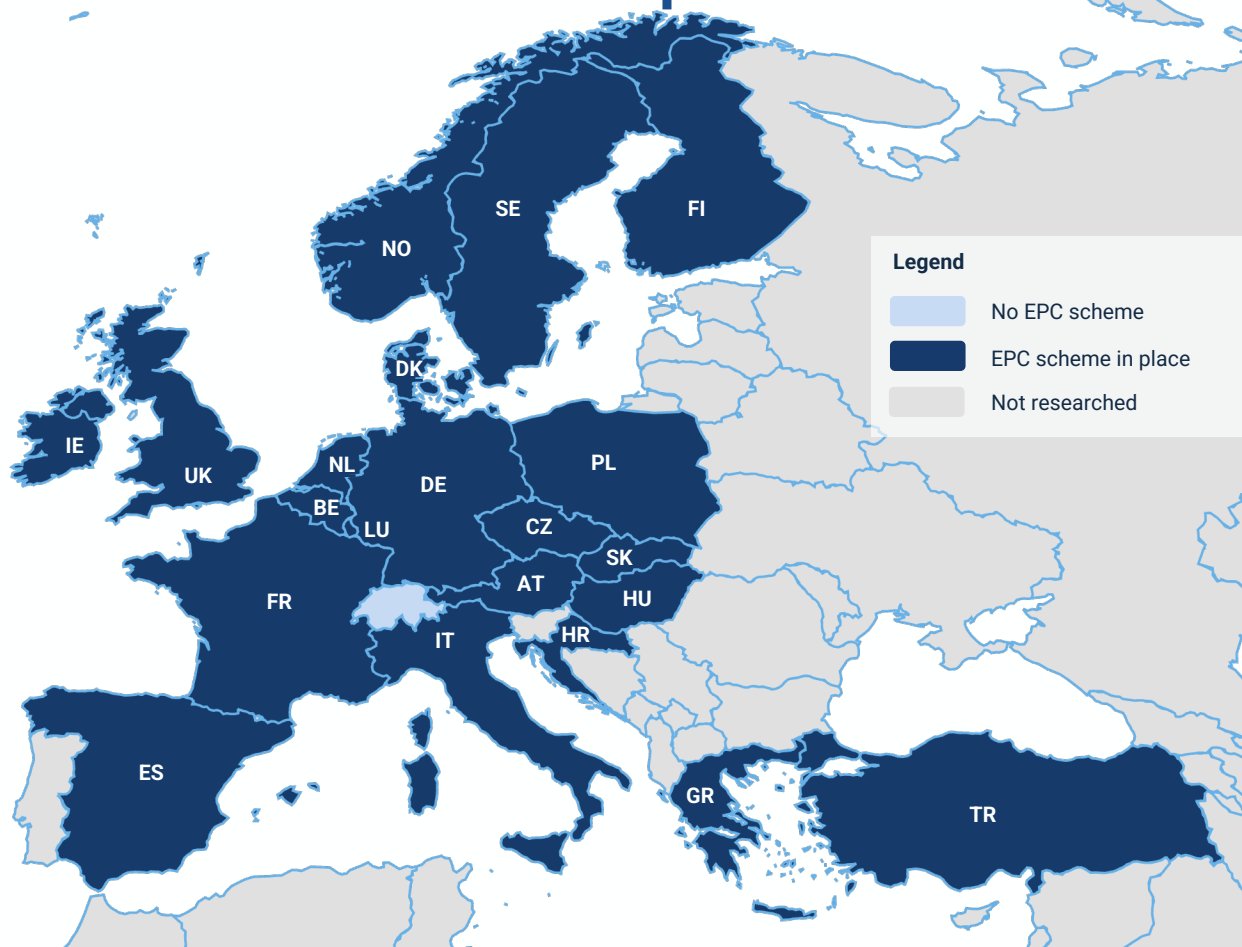 SE
FI
NO
Legend
No EPC scheme
EPC scheme in place
Not researched
DK
IE
UK
NL
DE
PL
BE
LU
CZ
SK
AT
HU
FR
HR
IT
ES
GR
TR